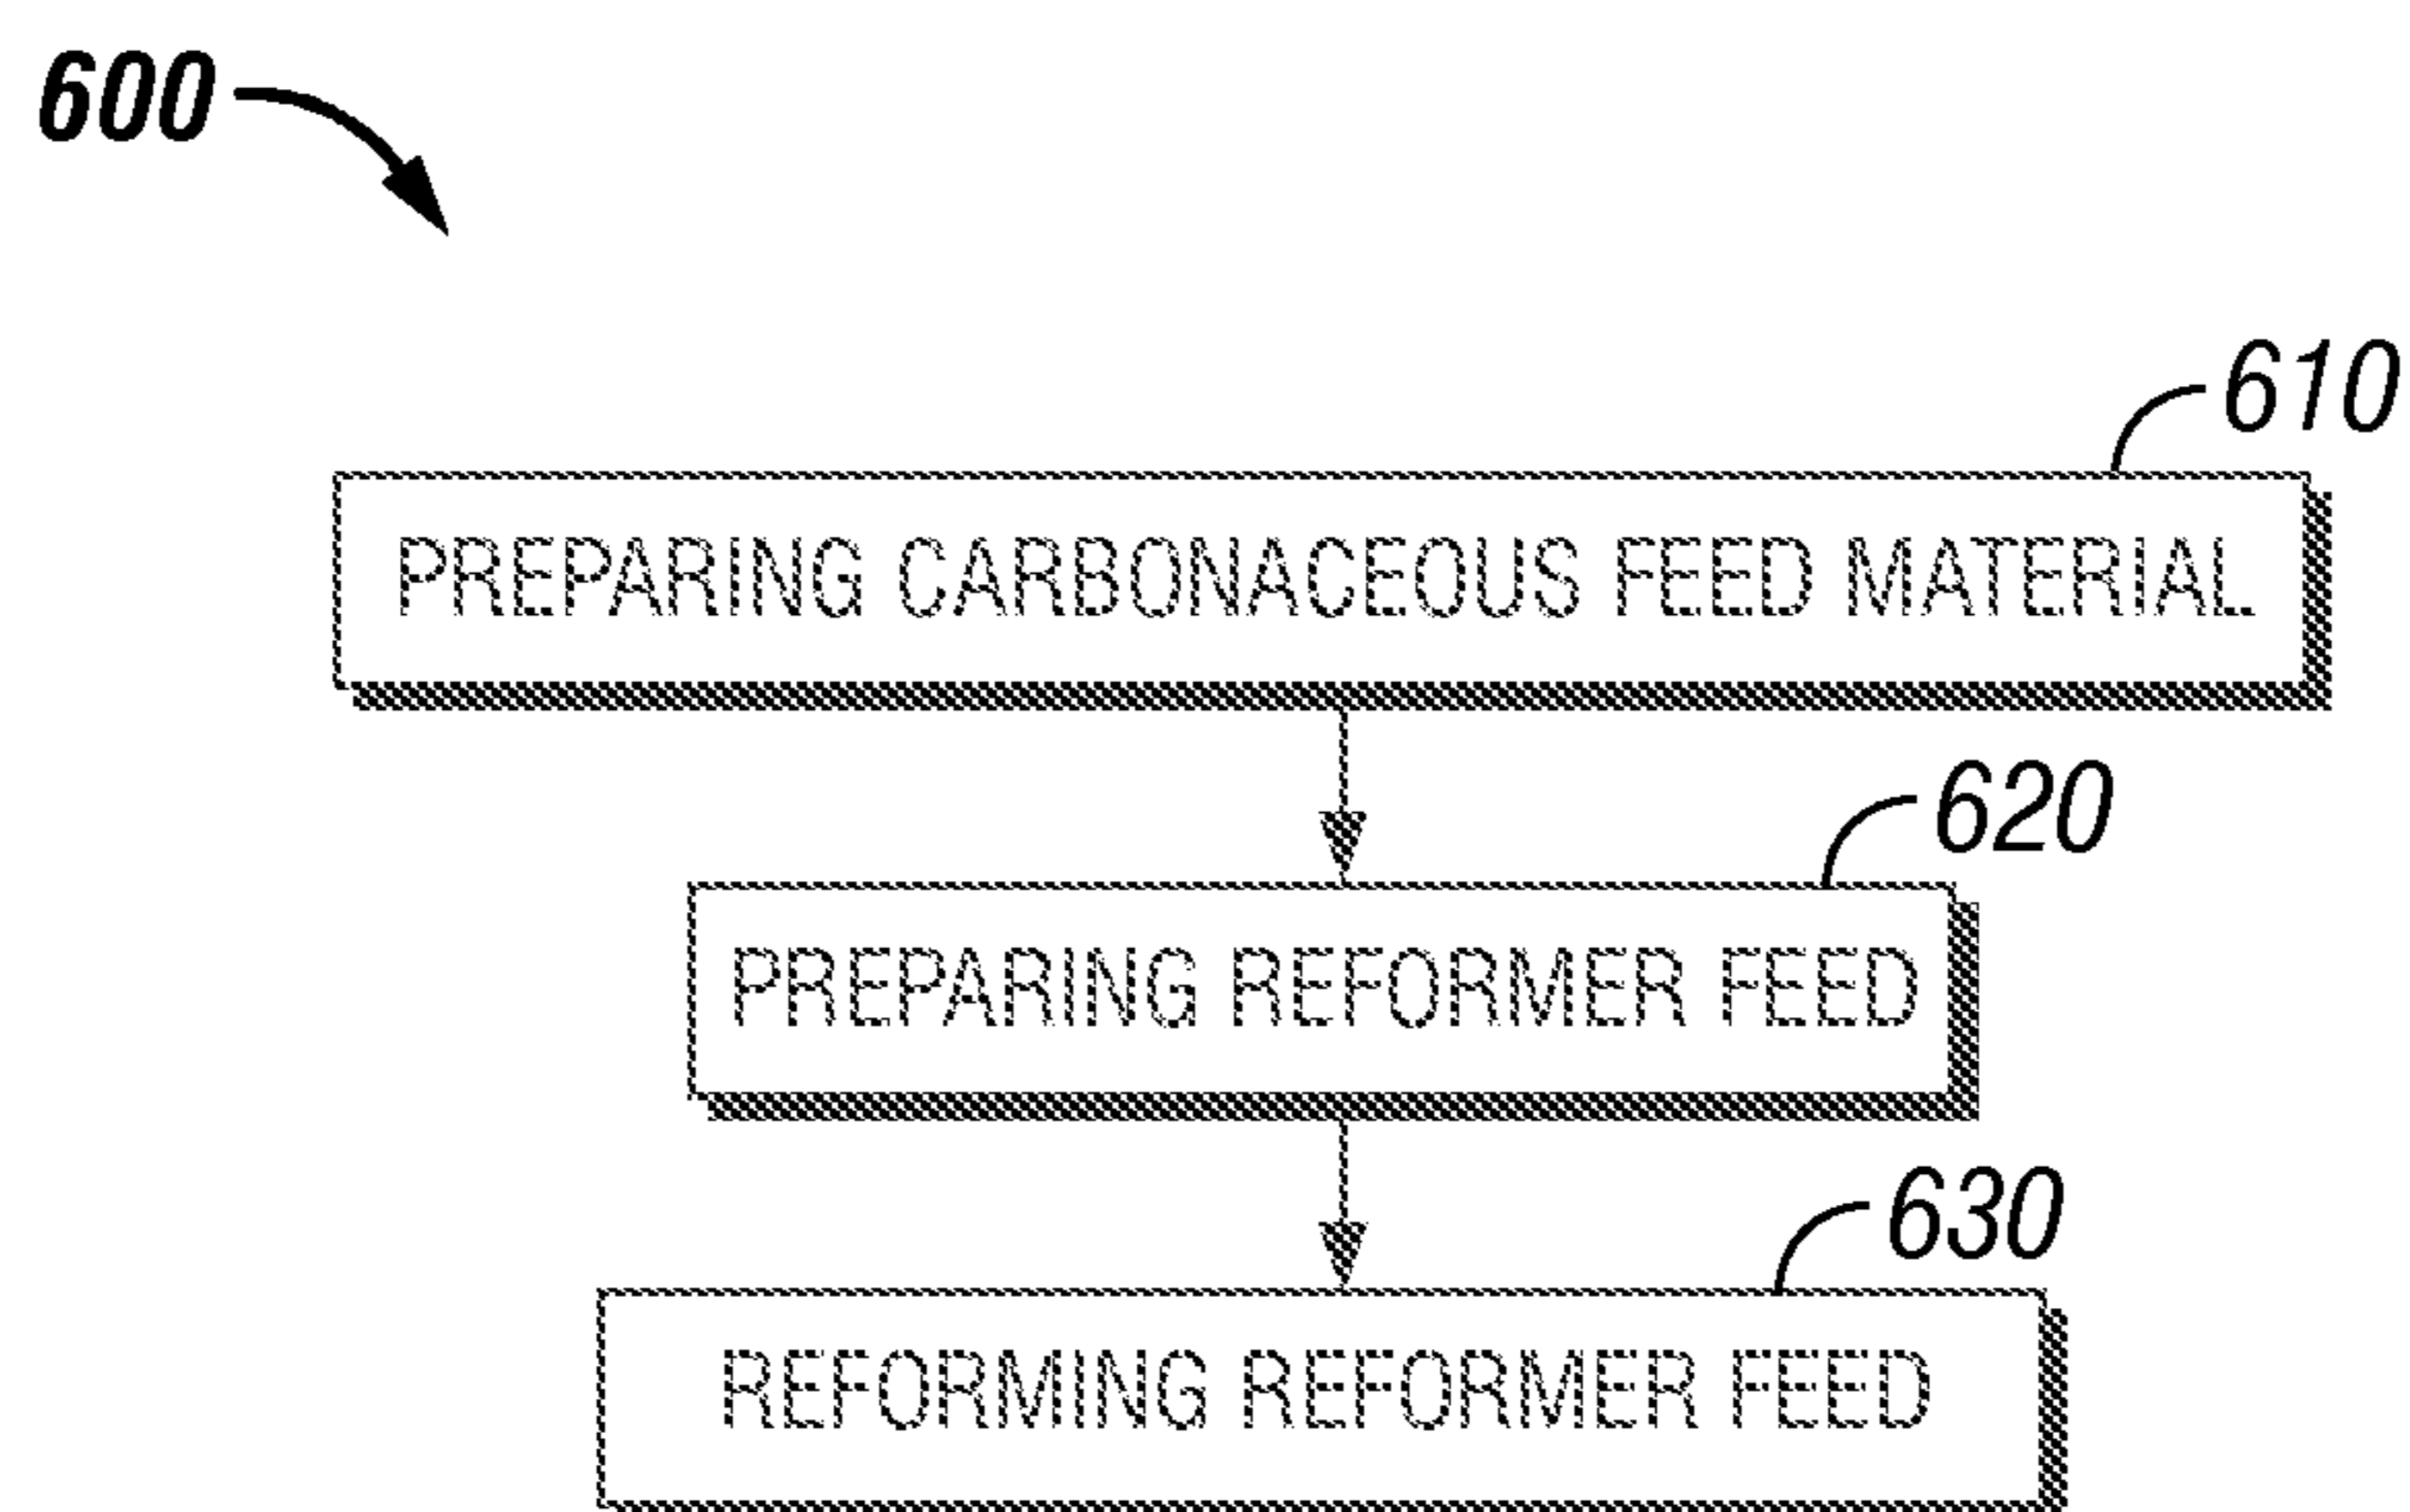 600
610
PREPARING CARBONACEOUS FEED MATERIAL
620
PREPARING REFORMER FEED
630
REFORMING REFORMER FEED